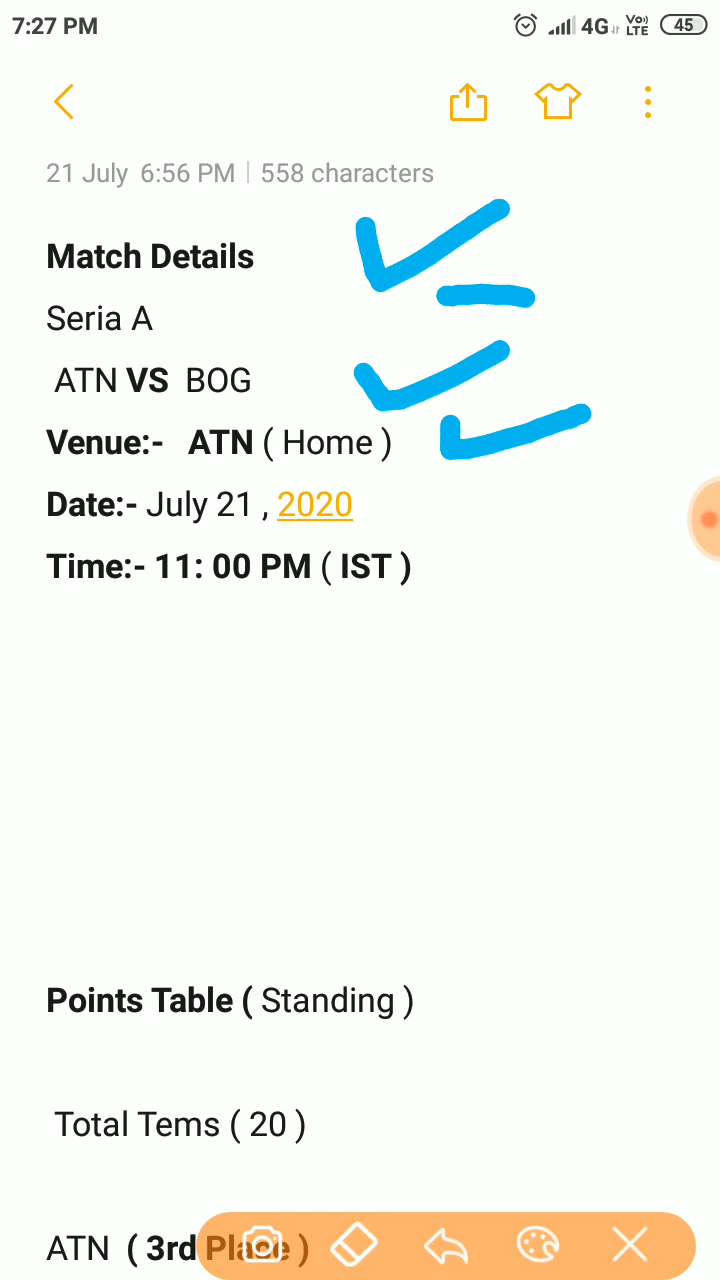 7:27 PM 4G Vo)) LTE 45
21 July 6:56 PM | 558 characters
Match Details
Seria A
ATN VS BOG
Venue:- ATN ( Home )
Date:- July 21 , 2020
Time:- 11: 00 PM ( IST )
Points Table ( Standing )
Total Tems ( 20 )
ATN ( 3rd Place )